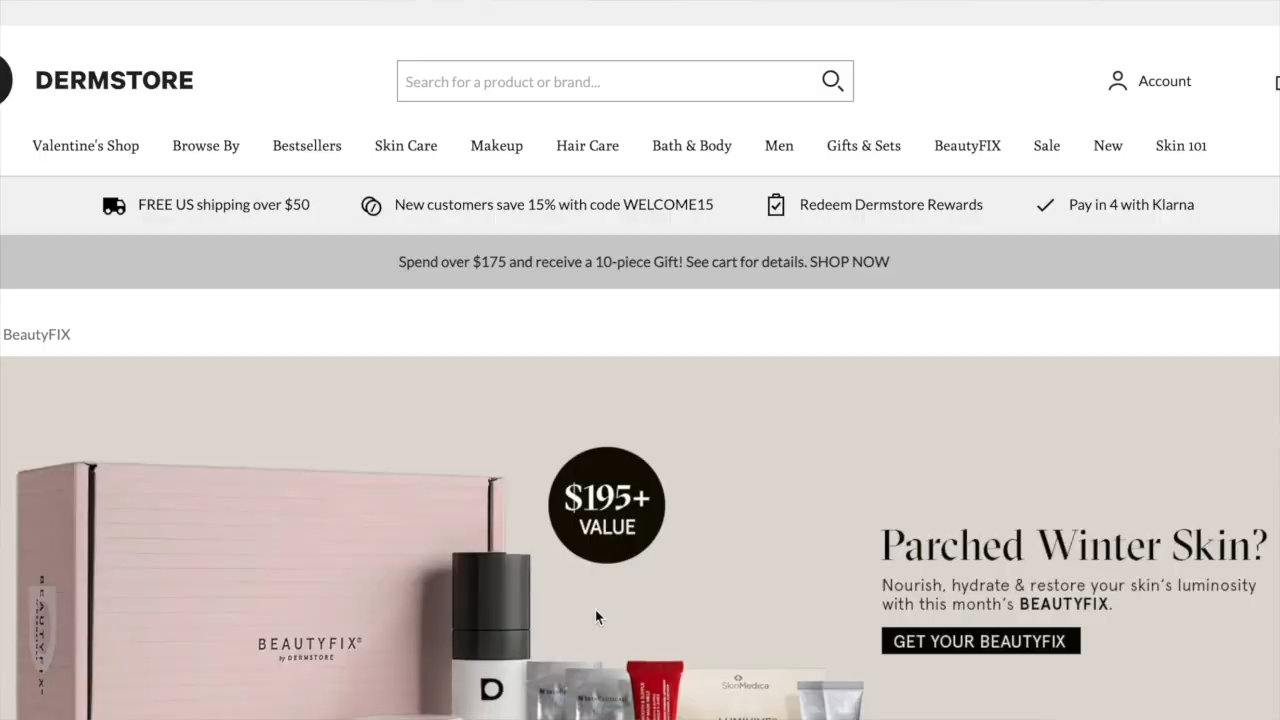 DERMSTORE
Search for a product or brand...
Account
Valentine's Shop Browse By Bestsellers Skin Care Makeup Hair Care Bath & Body Men Gifts & Sets BeautyFIX Sale New Skin 101
FREE US shipping over $50 New customers save 15% with code WELCOME15 Redeem Dermstore Rewards Pay in 4 with Klarna
Spend over $175 and receive a 10-piece Gift! See cart for details. SHOP NOW
BeautyFIX
$195+
VALUE
Parched Winter Skin?
Nourish, hydrate & restore your skin's luminosity
with this month's BEAUTYFIX.
GET YOUR BEAUTYFIX
BEAUTYFIX®
by DERMSTORE
BEAUTYFIX
D
SkinMedica